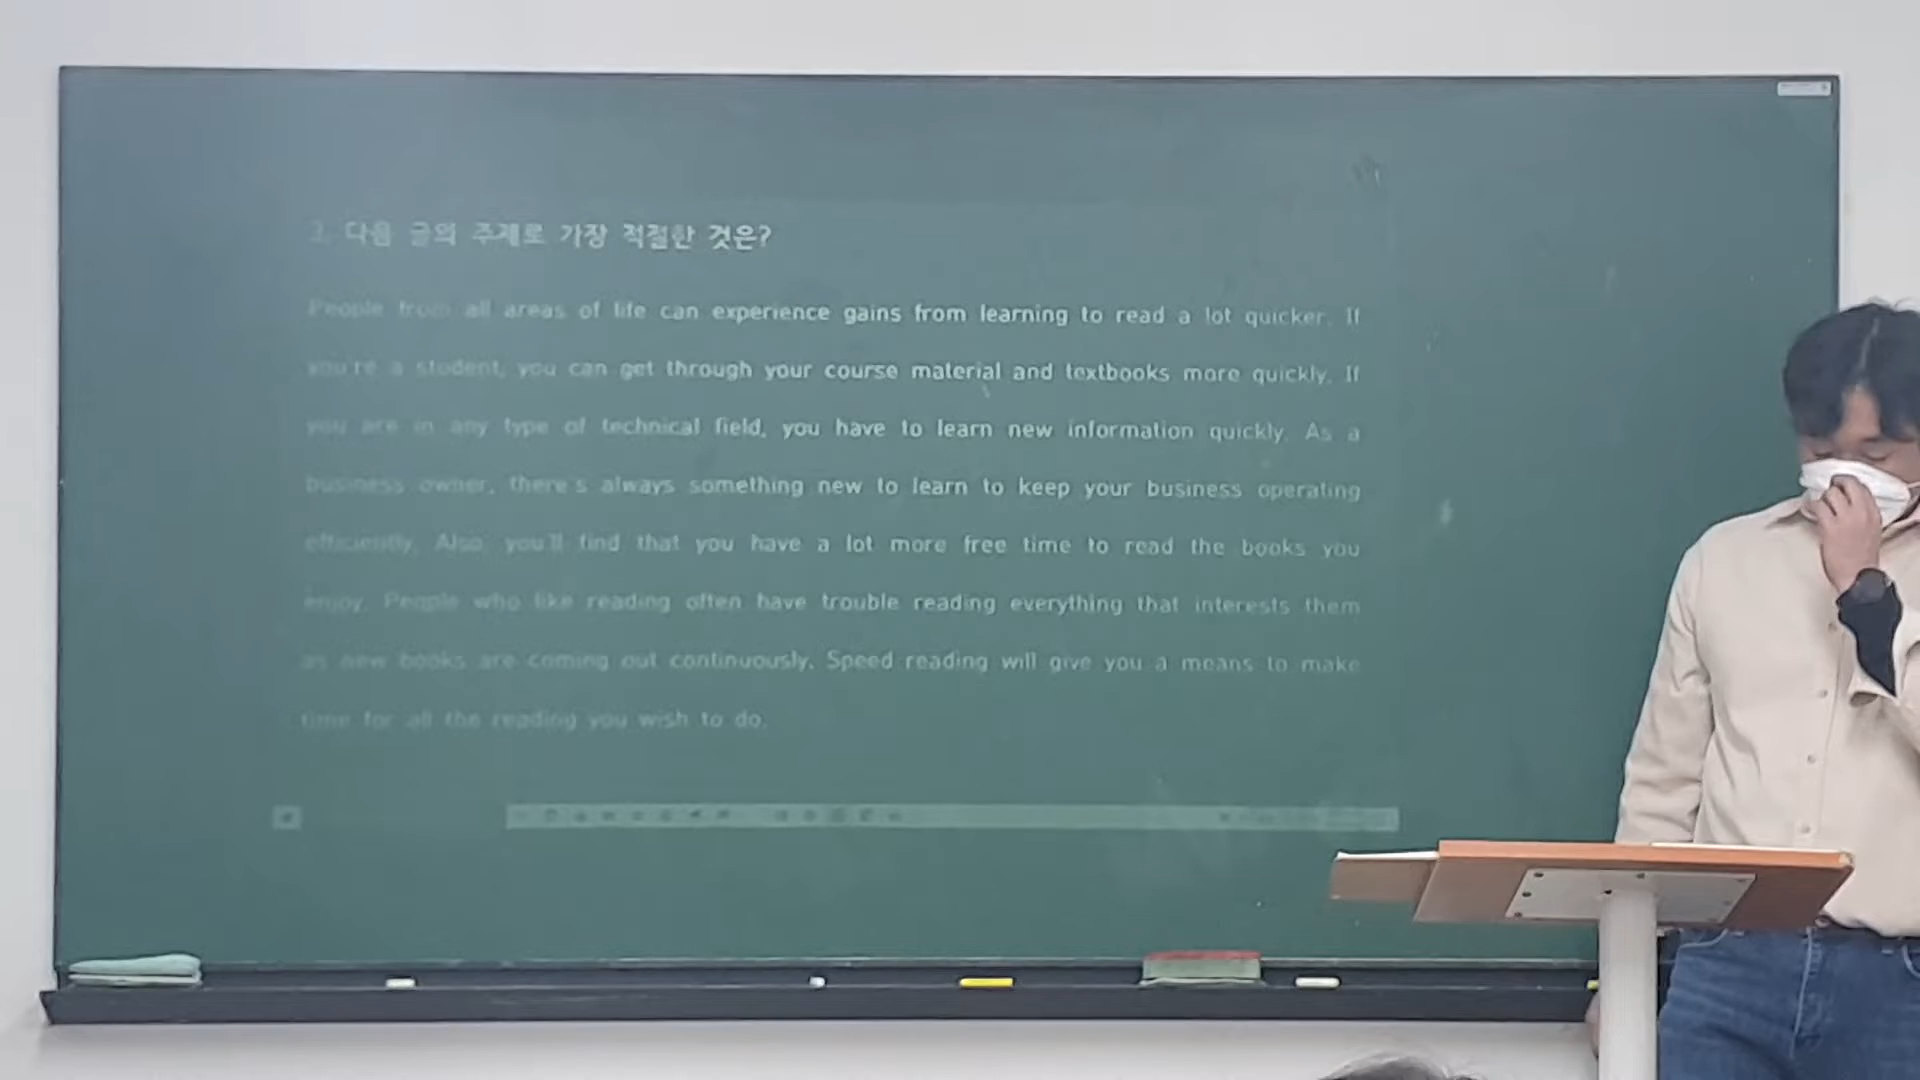 2. 다음 글의 주제로 가장 적절한 것은?
People from all areas of life can experience gains from learning to read a lot quicker. If
you're a student, you can get through your course material and textbooks more quickly. If
you are in any type of technical field, you have to learn new information quickly. As a
business owner, there's always something new to learn to keep your business operating
efficiently. Also, you'll find that you have a lot more free time to read the books you
enjoy. People who like reading often have trouble reading everything that interests them
as new books are coming out continuously. Speed reading will give you a means to make
time for all the reading you wish to do.